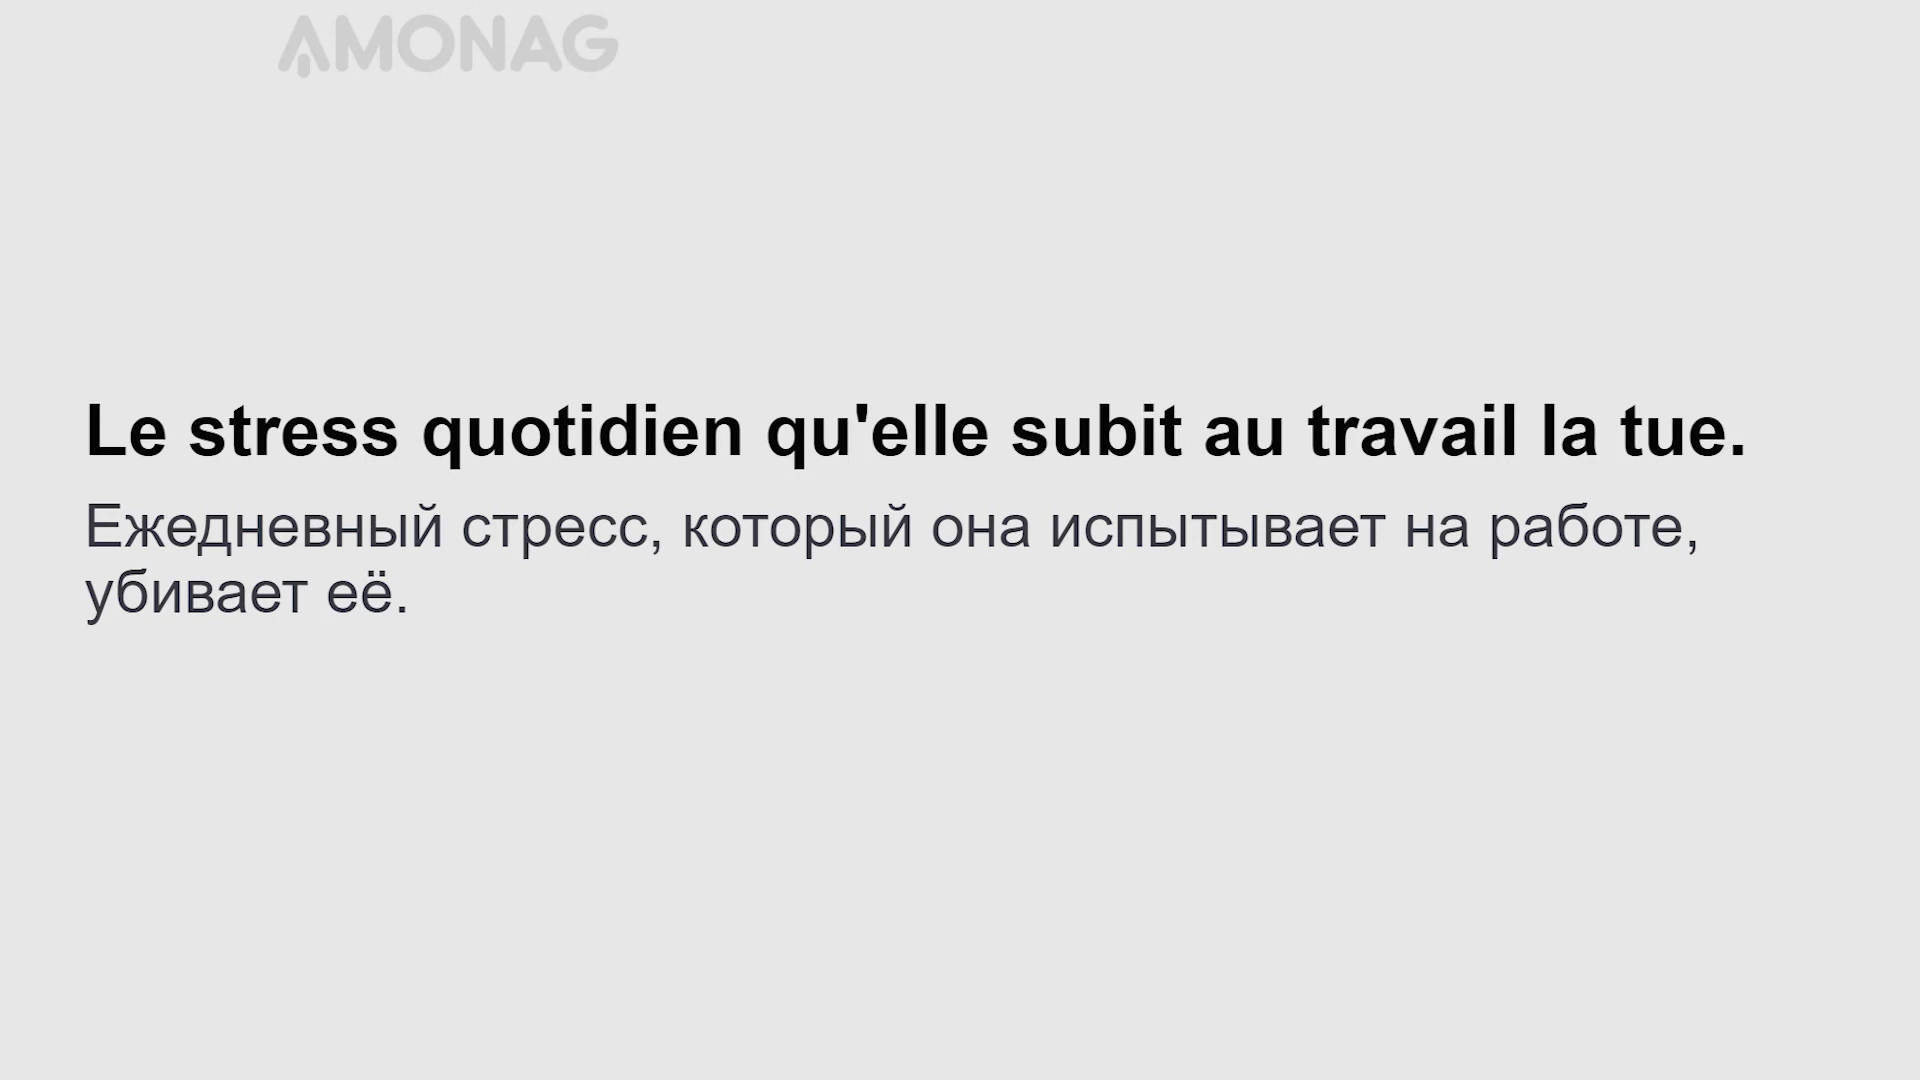 AMONAG
Le stress quotidien qu'elle subit au travail la tue.
Ежедневный стресс, который она испытывает на работе,
убивает её.